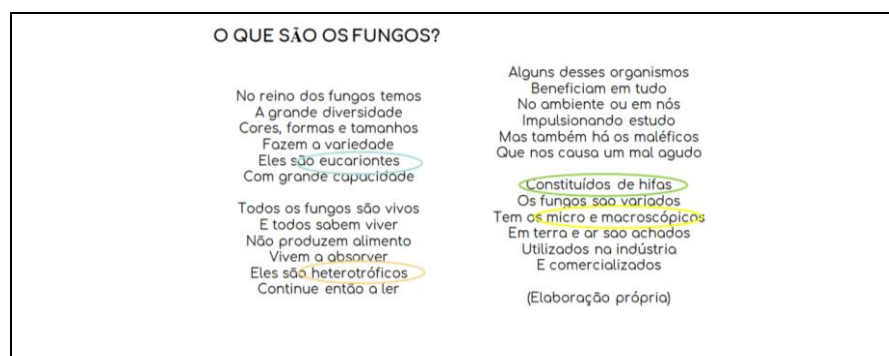 O QUE SÃO OS FUNGOS?
No reino dos fungos temos
A grande diversidade
Cores, formas e tamanhos
Fazem a variedade
Eles são eucariontes
Com grande capacidade
Todos os fungos são vivos
E todos sabem viver
Não produzem alimento
Vivem a absorver
Eles são heterotróficos
Continue então a ler
Alguns desses organismos
Beneficiam em tudo
No ambiente ou em nós
Impulsionando estudo
Mas também há os maléficos
Que nos causa um mal agudo
Constituídos de hifas
Os fungos são variados
Tem os micro e macroscópicos
Em terra e ar são achados
Utilizados na indústria
E comercializados
(Elaboração própria)